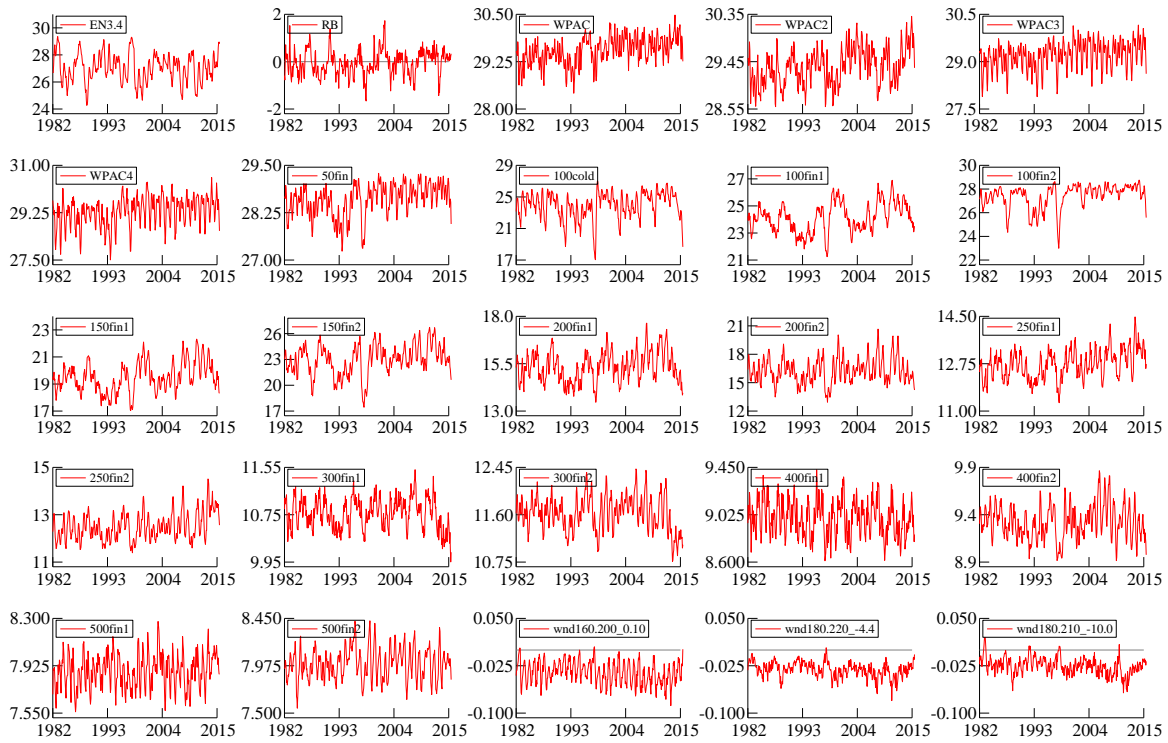 EN3.4
RB
WPAC
WPAC2
WPAC3
30
28
26
24
1982 1993 2004 2015
2
0
-2
1982 1993 2004 2015
30.50
29.25
28.00
1982 1993 2004 2015
30.35
29.45
28.55
1982 1993 2004 2015
30.5
29.0
27.5
1982 1993 2004 2015
WPAC4
50fin
100cold
100fin1
100fin2
31.00
29.25
27.50
1982 1993 2004 2015
29.50
28.25
27.00
1982 1993 2004 2015
29
25
21
17
1982 1993 2004 2015
27
25
23
21
1982 1993 2004 2015
30
28
26
24
22
1982 1993 2004 2015
150fin1
150fin2
200fin1
200fin2
250fin1
23
21
19
17
1982 1993 2004 2015
26
23
20
17
1982 1993 2004 2015
18.0
15.5
13.0
1982 1993 2004 2015
21
18
15
12
1982 1993 2004 2015
14.50
12.75
11.00
1982 1993 2004 2015
250fin2
300fin1
300fin2
400fin1
400fin2
15
13
11
1982 1993 2004 2015
11.55
10.75
9.95
1982 1993 2004 2015
12.45
11.60
10.75
1982 1993 2004 2015
9.450
9.025
8.600
1982 1993 2004 2015
9.9
9.4
8.9
1982 1993 2004 2015
500fin1
500fin2
wnd160.200_0.10
wnd180.220_-4.4
wnd180.210_-10.0
8.300
7.925
7.550
1982 1993 2004 2015
8.450
7.975
7.500
1982 1993 2004 2015
0.050
-0.025
-0.100
1982 1993 2004 2015
0.050
-0.025
-0.100
1982 1993 2004 2015
0.050
-0.025
-0.100
1982 1993 2004 2015